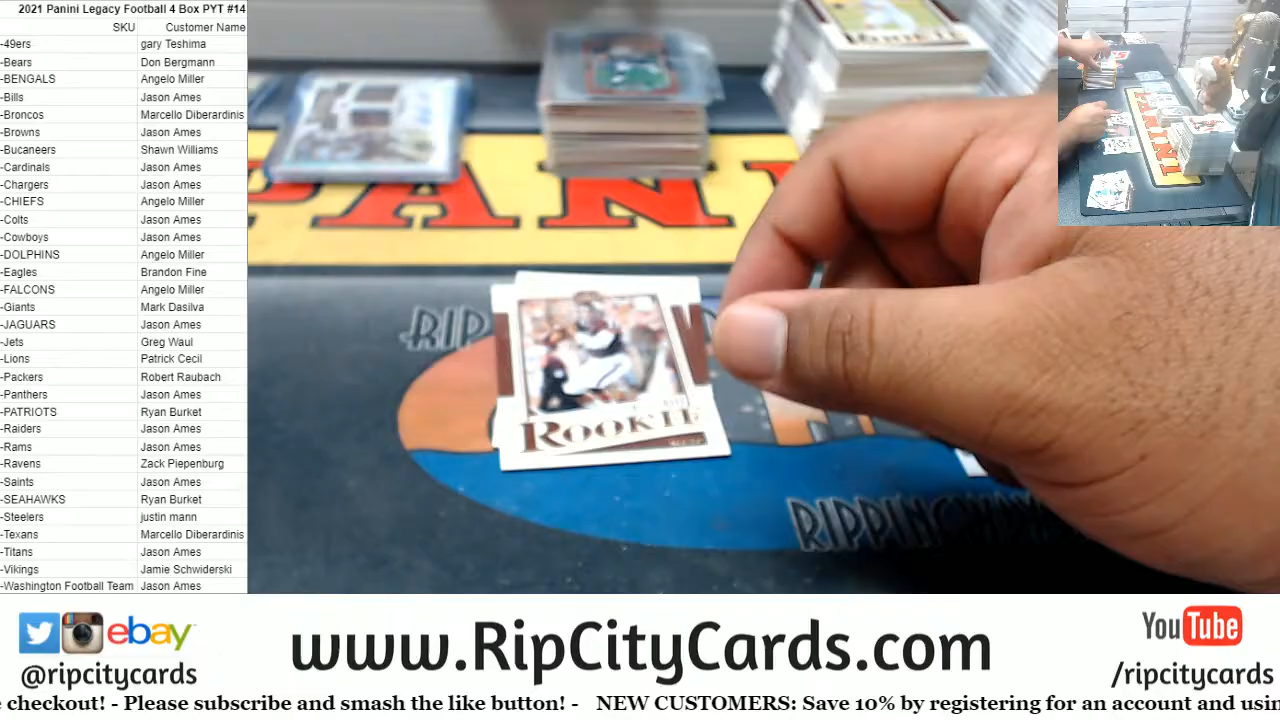 2021 Panini Legacy Football 4 Box PYT #14
SKU Customer Name
-49ers gary Teshima
-Bears Don Bergmann
-BENGALS Angelo Miller
-Bills Jason Ames
-Broncos Marcello Diberardinis
-Browns Jason Ames
-Bucaneers Shawn Williams
-Cardinals Jason Ames
-Chargers Jason Ames
-CHIEFS Angelo Miller
-Colts Jason Ames
-Cowboys Jason Ames
-DOLPHINS Angelo Miller
-Eagles Brandon Fine
-FALCONS Angelo Miller
-Giants Mark Dasilva
-JAGUARS Jason Ames
-Jets Greg Waul
-Lions Patrick Cecil
-Packers Robert Raubach
-Panthers Jason Ames
-PATRIOTS Ryan Burket
-Raiders Jason Ames
-Rams Jason Ames
-Ravens Zack Piepenburg
-Saints Jason Ames
-SEAHAWKS Ryan Burket
-Steelers justin mann
-Texans Marcello Diberardinis
-Titans Jason Ames
-Vikings Jamie Schwiderski
-Washington Football Team Jason Ames
ROOKIE
PANINI
RIP
ROOKIE
RIPPIN
ebay
@ripcitycards
www.RipCityCards.com
YouTube
/ripcitycards
e checkout! - Please subscribe and smash the like button! - NEW CUSTOMERS: Save 10% by registering for an account and usin